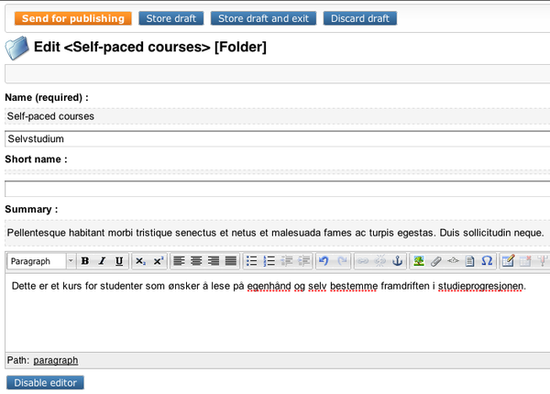 Send for publishing Store draft Store draft and exit Discard draft
Edit <Self-paced courses> [Folder]
Name (required) :
Self-paced courses
Selvstudium
Short name :
Summary :
Pellentesque habitant morbi tristique senectus et netus et malesuada fames ac turpis egestas. Duis sollicitudin neque.
Paragraph B I U X₂ X²
Dette er et kurs for studenter som ønsker å lese på egenhånd og selv bestemme framdriften i studieprogresjonen.
Path: paragraph
Disable editor